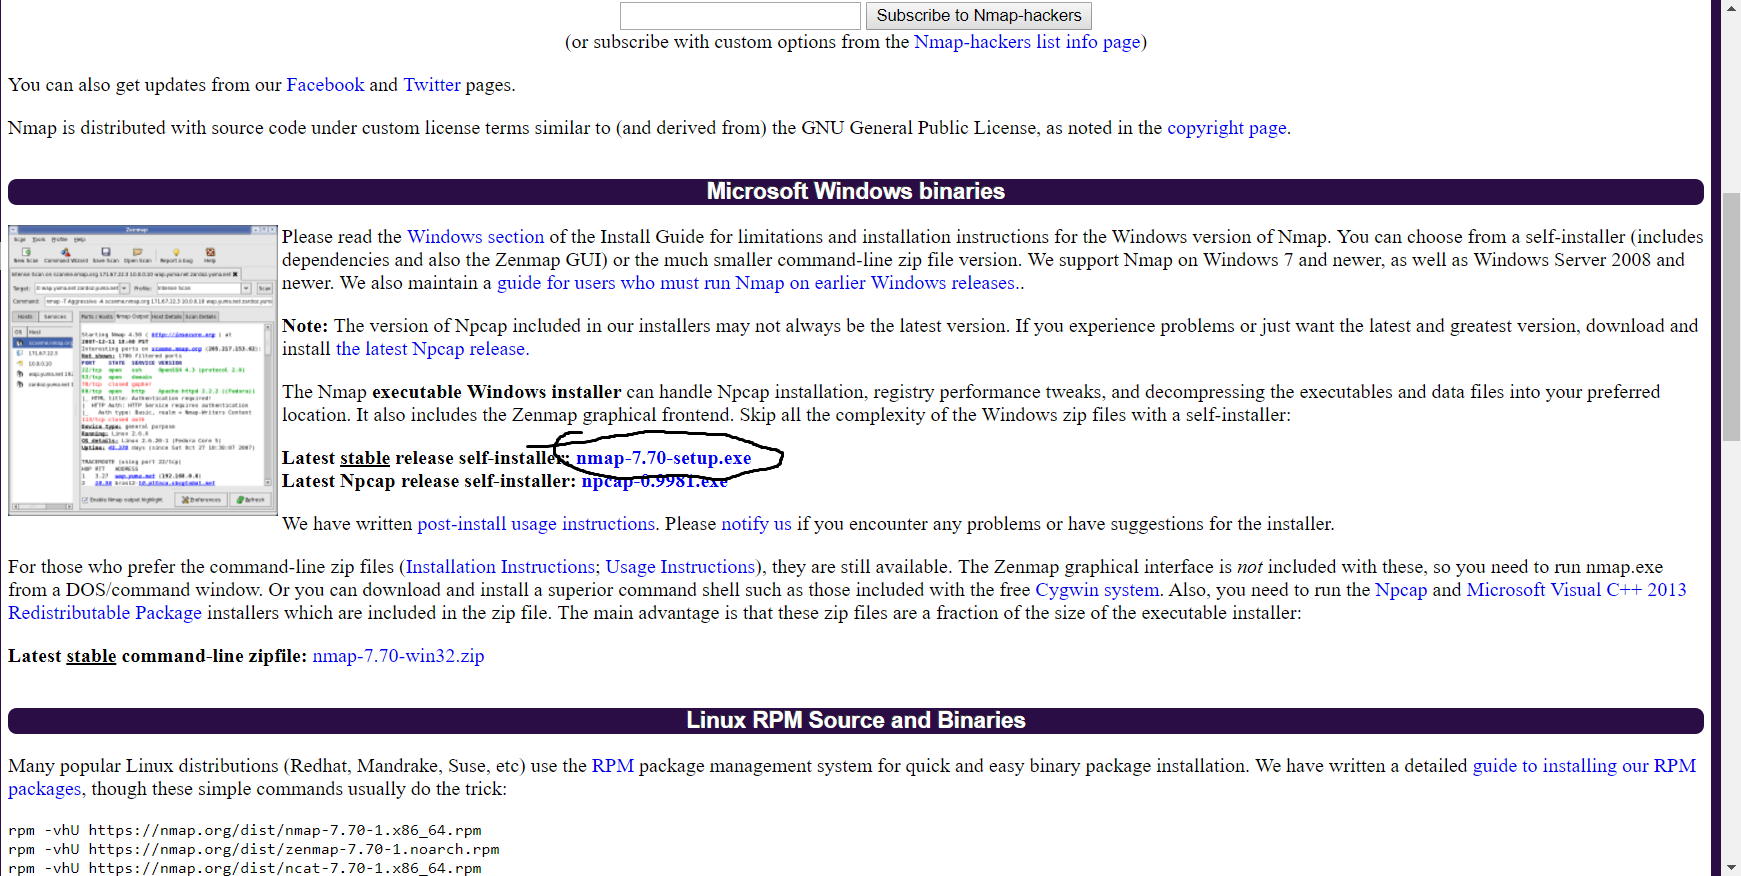 Subscribe to Nmap-hackers
(or subscribe with custom options from the Nmap-hackers list info page)
You can also get updates from our Facebook and Twitter pages.
Nmap is distributed with source code under custom license terms similar to (and derived from) the GNU General Public License, as noted in the copyright page.
Microsoft Windows binaries
Please read the Windows section of the Install Guide for limitations and installation instructions for the Windows version of Nmap. You can choose from a self-installer (includes
dependencies and also the Zenmap GUI) or the much smaller command-line zip file version. We support Nmap on Windows 7 and newer, as well as Windows Server 2008 and
newer. We also maintain a guide for users who must run Nmap on earlier Windows releases..
Note: The version of Npcap included in our installers may not always be the latest version. If you experience problems or just want the latest and greatest version, download and
install the latest Npcap release.
The Nmap executable Windows installer can handle Npcap installation, registry performance tweaks, and decompressing the executables and data files into your preferred
location. It also includes the Zenmap graphical frontend. Skip all the complexity of the Windows zip files with a self-installer:
Latest stable release self-installer: nmap-7.70-setup.exe
Latest Npcap release self-installer: npcap-0.9981.exe
We have written post-install usage instructions. Please notify us if you encounter any problems or have suggestions for the installer.
For those who prefer the command-line zip files (Installation Instructions; Usage Instructions), they are still available. The Zenmap graphical interface is not included with these, so you need to run nmap.exe
from a DOS/command window. Or you can download and install a superior command shell such as those included with the free Cygwin system. Also, you need to run the Npcap and Microsoft Visual C++ 2013
Redistributable Package installers which are included in the zip file. The main advantage is that these zip files are a fraction of the size of the executable installer:
Latest stable command-line zipfile: nmap-7.70-win32.zip
Linux RPM Source and Binaries
Many popular Linux distributions (Redhat, Mandrake, Suse, etc) use the RPM package management system for quick and easy binary package installation. We have written a detailed guide to installing our RPM
packages, though these simple commands usually do the trick:
rpm -vhU https://nmap.org/dist/nmap-7.70-1.x86_64.rpm
rpm -vhU https://nmap.org/dist/zenmap-7.70-1.noarch.rpm
rpm -vhU https://nmap.org/dist/ncat-7.70-1.x86_64.rpm